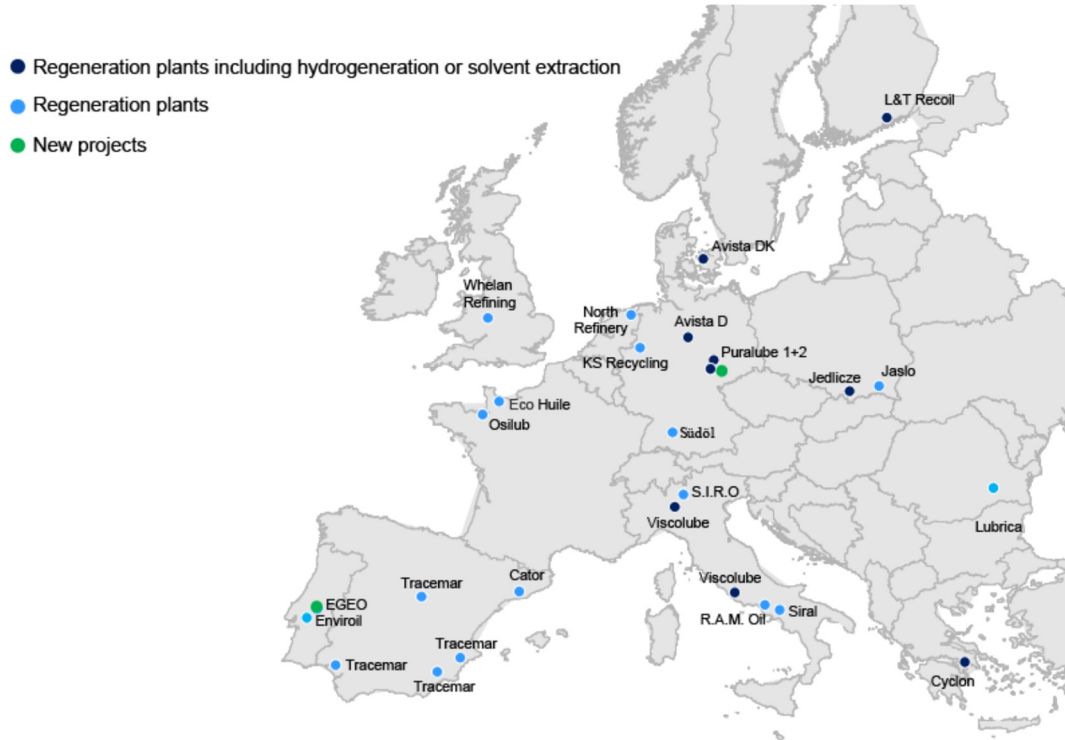 Regeneration plants including hydrogeneration or solvent extraction
Regeneration plants
New projects
L&T Recoil
Avista DK
Whelan
Refining
North
Refinery
Avista D
KS Recycling
Puralube 1+2
Jedlicze
Jaslo
Eco Huile
Osilub
Südöl
S.I.R.O
Viscolube
Lubrica
Tracemar
Cator
Viscolube
EGEO
Enviroil
R.A.M. Oil
Siral
Tracemar
Tracemar
Tracemar
Cyclon